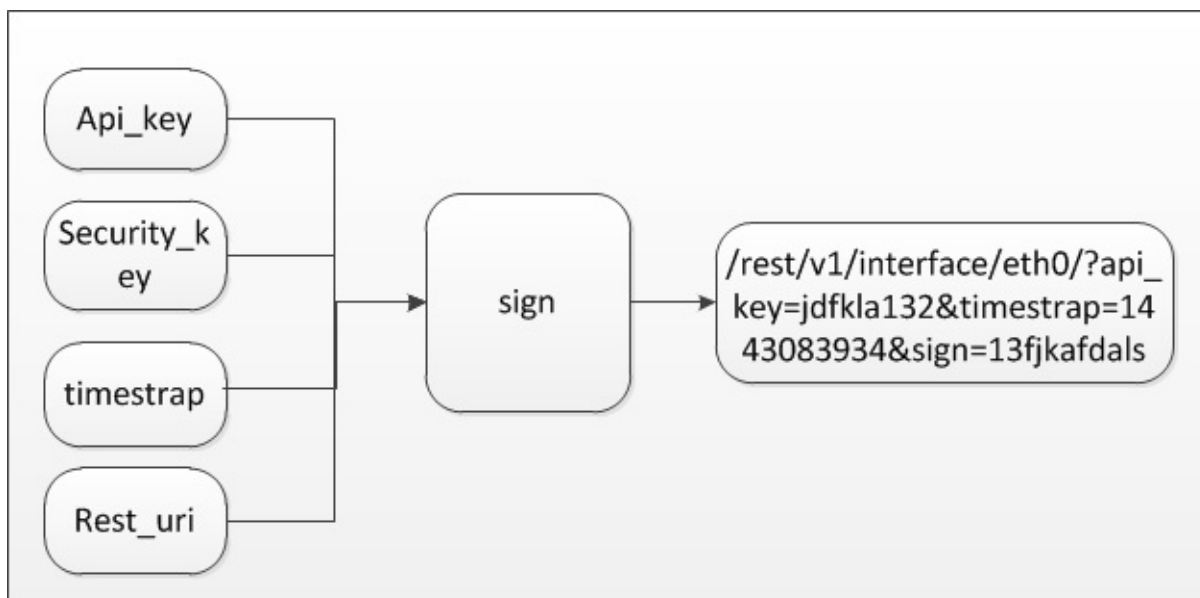 Api_key
Security_k
ey
timestrap
Rest_uri
sign
/rest/v1/interface/eth0/?api_
key=jdfkla132&timestrap=14
43083934&sign=13fjkafdals